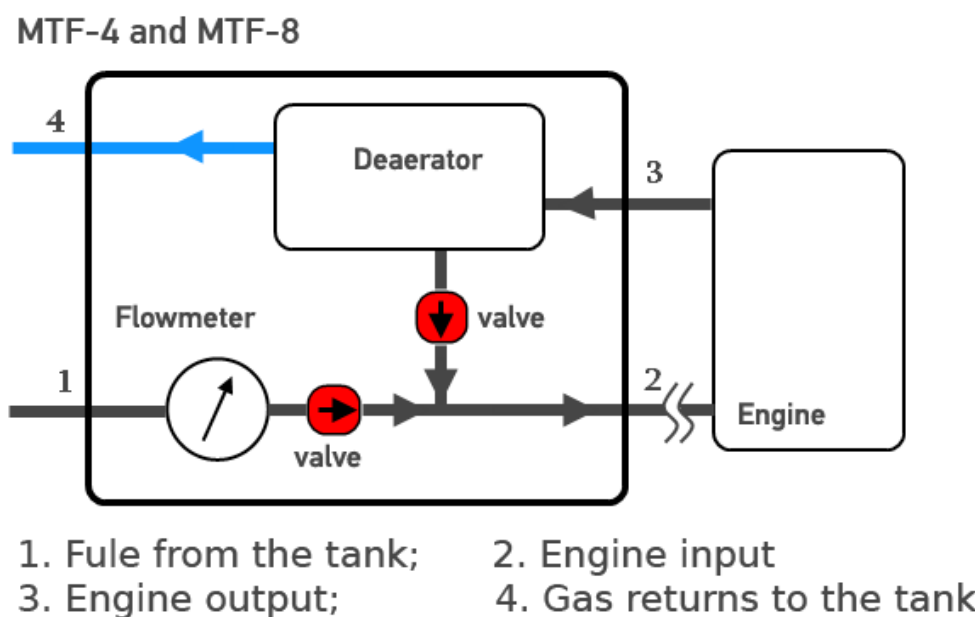 MTF-4 and MTF-8
4
Deaerator
3
Flowmeter
valve
1
2
valve
Engine
1. Fule from the tank; 2. Engine input
3. Engine output; 4. Gas returns to the tank